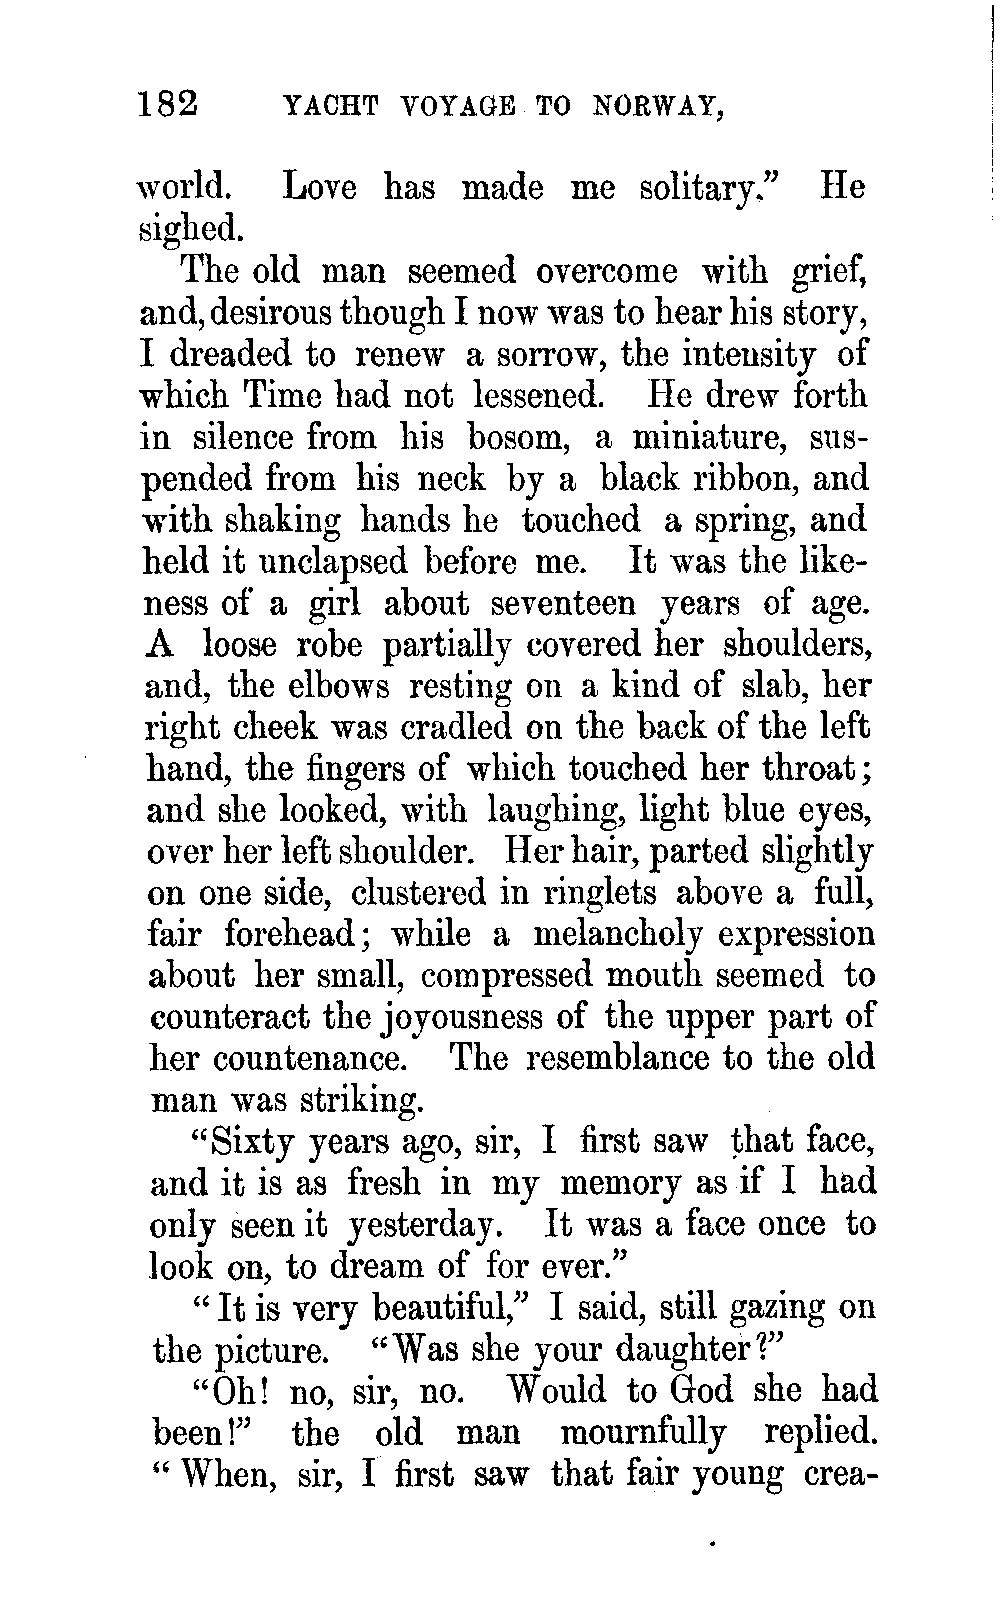 182 YACHT VOYAGE TO NORWAY,
world. Love has made me solitary.” He
sighed.
The old man seemed overcome with grief,
and, desirous though I now was to hear his story,
I dreaded to renew a sorrow, the intensity of
which Time had not lessened. He drew forth
in silence from his bosom, a miniature, sus-
pended from his neck by a black ribbon, and
with shaking hands he touched a spring, and
held it unclapsed before me. It was the like-
ness of a girl about seventeen years of age.
A loose robe partially covered her shoulders,
and, the elbows resting on a kind of slab, her
right cheek was cradled on the back of the left
hand, the fingers of which touched her throat;
and she looked, with laughing, light blue eyes,
over her left shoulder. Her hair, parted slightly
on one side, clustered in ringlets above a full,
fair forehead; while a melancholy expression
about her small, compressed mouth seemed to
counteract the joyousness of the upper part of
her countenance. The resemblance to the old
man was striking.
“Sixty years ago, sir, I first saw that face,
and it is as fresh in my memory as if I had
only seen it yesterday. It was a face once to
look on, to dream of for ever.”
“It is very beautiful,” I said, still gazing on
the picture. “Was she your daughter?”
“Oh! no, sir, no. Would to God she had
been!” the old man mournfully replied.
“When, sir, I first saw that fair young crea-